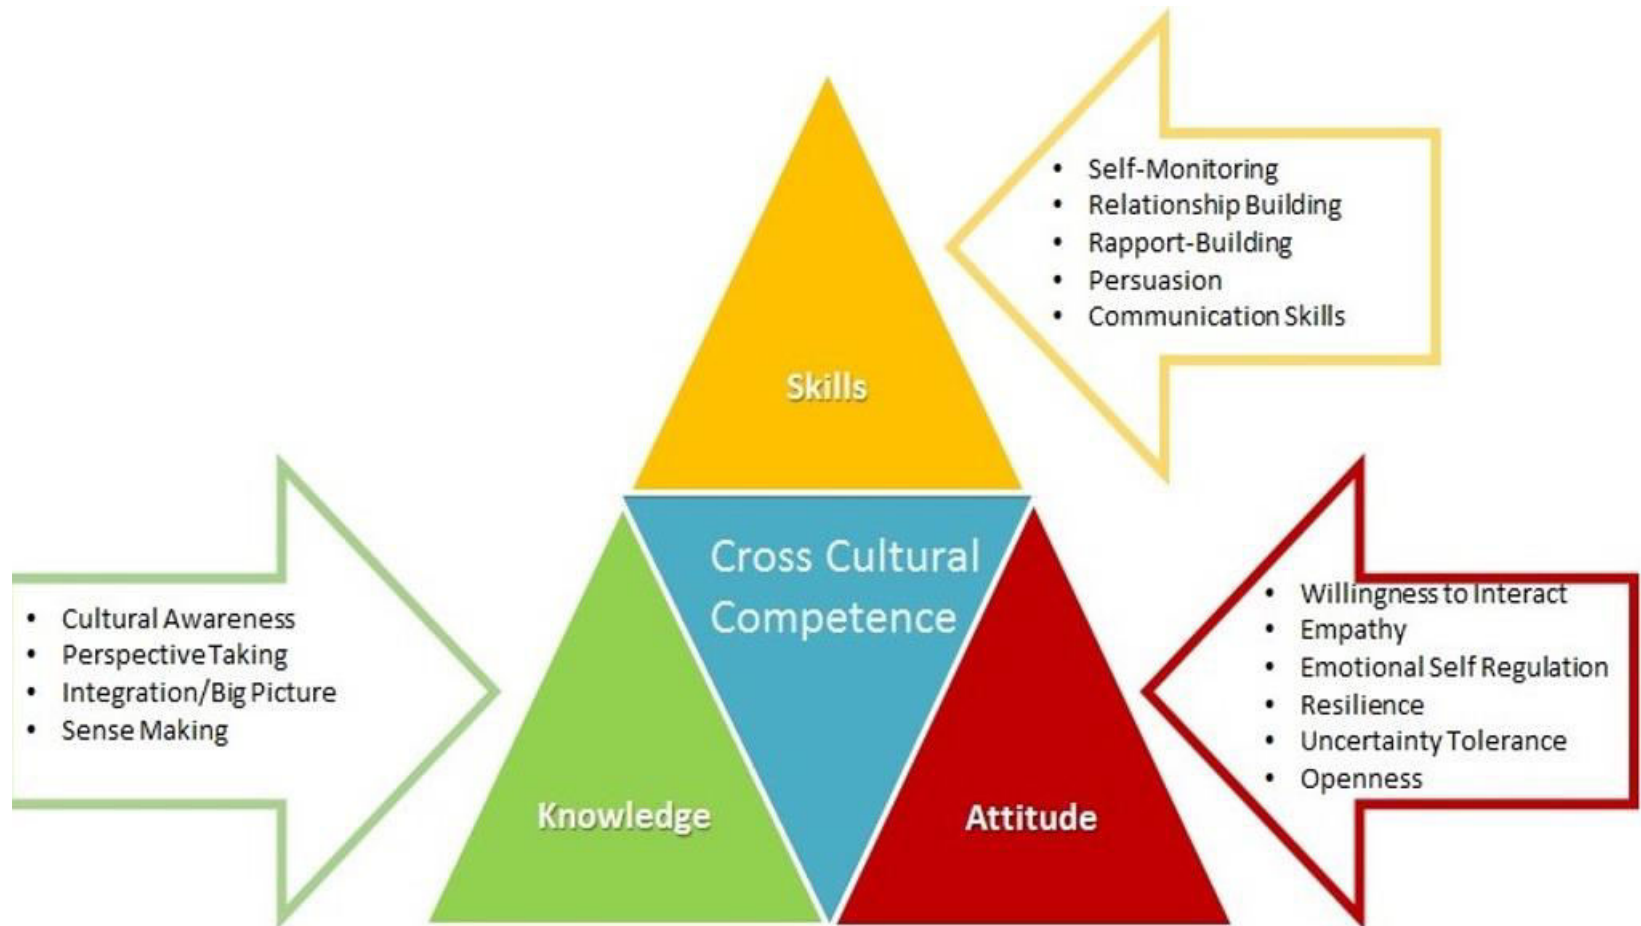 • Self-Monitoring
• Relationship Building
• Rapport-Building
• Persuasion
• Communication Skills
Skills
Cross Cultural
Competence
• Cultural Awareness
• Perspective Taking
• Integration/Big Picture
• Sense Making
Knowledge
• Willingness to Interact
• Empathy
• Emotional Self Regulation
• Resilience
• Uncertainty Tolerance
• Openness
Attitude